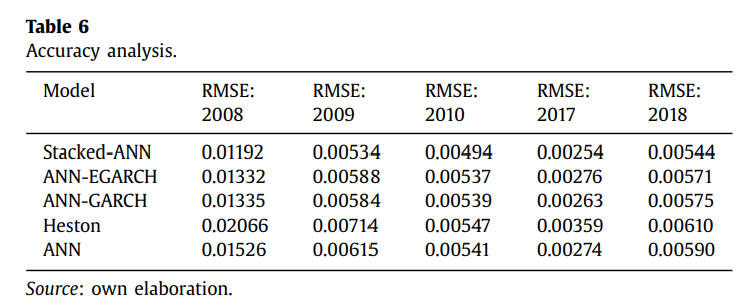 Table 6
Accuracy analysis.
Model RMSE: RMSE: RMSE: RMSE: RMSE:
2008 2009 2010 2017 2018
Stacked-ANN 0.01192 0.00534 0.00494 0.00254 0.00544
ANN-EGARCH 0.01332 0.00588 0.00537 0.00276 0.00571
ANN-GARCH 0.01335 0.00584 0.00539 0.00263 0.00575
Heston 0.02066 0.00714 0.00547 0.00359 0.00610
ANN 0.01526 0.00615 0.00541 0.00274 0.00590
Source: own elaboration.